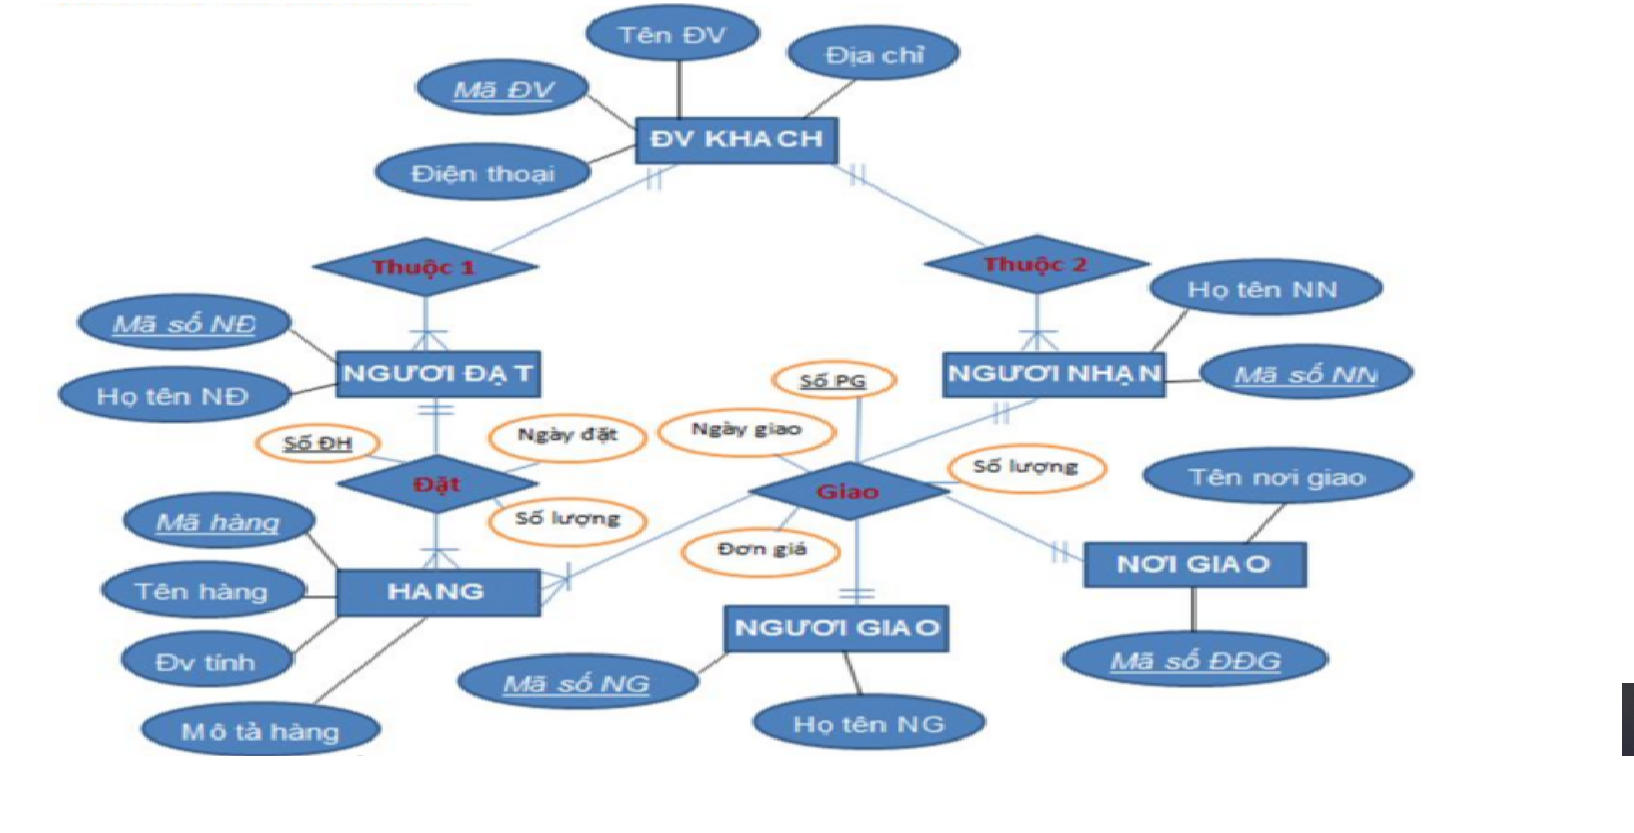 Tên ĐV
Địa chỉ
Mã ĐV
ĐV KHACH
Điện thoại
Thuộc 1
Thuộc 2
Họ tên NN
Mã số NĐ
NGƯƠI ĐẠT
NGƯƠI NHẠN
Mã số NN
Số PG
Họ tên NĐ
Số ĐH
Ngày đặt
Ngày giao
Số lượng
Tên nơi giao
Đặt
Giao
Mã hàng
Số lượng
Đơn giá
NƠI GIAO
Tên hàng
HANG
NGƯƠI GIAO
Đv tính
Mã số NG
Mã số ĐĐG
Mô tả hàng
Họ tên NG